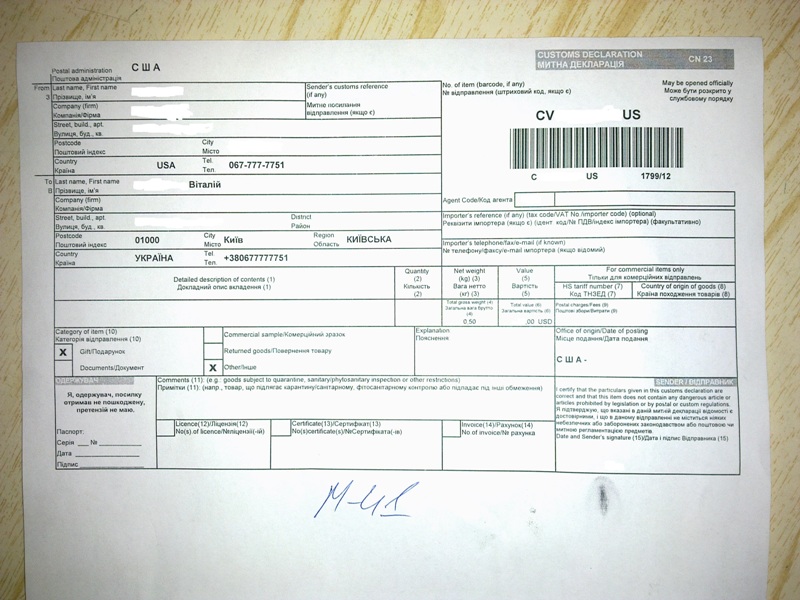 CUSTOMS DECLARATION CN 23
МИТНА ДЕКЛАРАЦІЯ
Postal administration США
Поштова адміністрація
From Last name, First name
З Прізвище, ім'я
Sender's customs reference
(if any)
Митне посилання
відправлення (якщо є)
Company (firm)
Компанія/Фірма
Street, build., apt.
Вулиця, буд., кв.
Postcode City
Поштовий індекс Місто
Country USA Tel. 067-777-7751
Країна Тел.
No. of item (barcode, if any)
№ відправлення (штриховий код, якщо є)
May be opened officially
Може бути розкрито у
службовому порядку
CV US
C US 1799/12
To Last name, First name
В Прізвище, ім'я Віталій
Company (firm)
Компанія/Фірма
Street, build., apt. District
Вулиця, буд., кв. Район
Postcode 01000 City Київ Region КИЇВСЬКА
Поштовий індекс Місто Область
Country УКРАЇНА Tel. +380677777751
Країна Тел.
Agent Code/Код агента
Importer's reference (if any) (tax code/VAT No./importer code) (optional)
Реквізити імпортера (якщо є) (ідент. код/№ ПДВ/індекс імпортера) (факультативно)
Importer's telephone/fax/e-mail (if known)
№ телефону/факсу/e-mail імпортера (якщо відомий)
Detailed description of contents (1)
Докладний опис вкладення (1)
Quantity
(2)
Кількість
(2)
Net weight
(kg) (3)
Вага нетто
(кг) (3)
Value
(5)
Вартість
(5)
For commercial items only
Тільки для комерційних відправлень
HS tariff number (7)
Код ТНЗЕД (7)
Country of origin of goods (8)
Країна походження товарів (8)
Total gross weight (4)
Загальна вага брутто
(4)
0.50
Total value (6)
Загальна вартість (6)
,00 USD
Postal charges/Fees (9)
Поштові збори/Витрати (9)
Category of item (10)
Категорія відправлення (10)
X Gift/Подарунок
Documents/Документ
Commercial sample/Комерційний зразок
Returned goods/Повернення товару
X Other/Інше
Explanation
Пояснення
Office of origin/Date of posting
Місце подання/Дата подання
США -
ОДЕРЖУВАЧ
Я, одержувач, посилку
отримав не пошкоджену,
претензій не маю.
Паспорт:
Серія ___ № ________
Дата
Підпис
Comments (11): (e.g.: goods subject to quarantine, sanitary/phytosanitary inspection or other restrictions)
Примітки (11): (напр., товар, що підлягає карантину/санітарному, фітосанітарному контролю або підпадає під інші обмеження)
Licence(12)/Ліцензія(12)
No(s).of licence/№ліцензії(-ій)
Certificate(13)/Сертифікат(13)
No(s)certificate(s)/№Сертифіката(-ів)
Invoice(14)/Рахунок(14)
No.of invoice/№ рахунка
SENDER / ВІДПРАВНИК
I certify that the particulars given in this customs declaration are
correct and that this item does not contain any dangerous article or
articles prohibited by legislation or by postal or custom regulations.
Я підтверджую, що вказані в даній митній декларації відомості є
достовірними, і що в даному відправленні не міститься ніяких
небезпечних або заборонених законодавством або поштовою чи
митною регламентацією предметів.
Date and Sender's signature (15)/Дата і підпис Відправника (15)